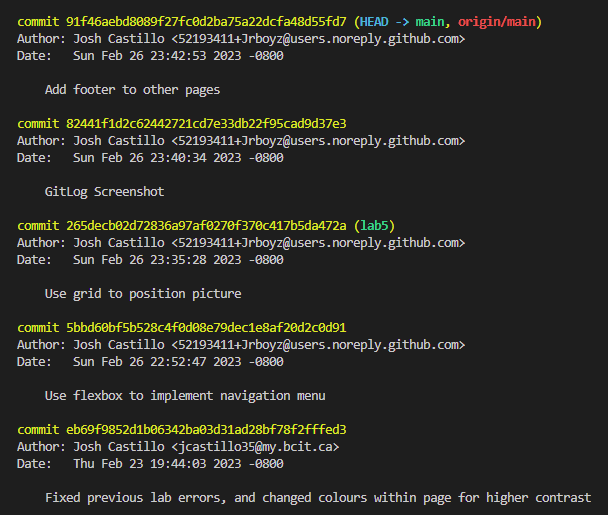 commit 91f46aebd8089f27fc0d2ba75a22dcfa48d55fd7 (HEAD -> main, origin/main)
Author: Josh Castillo <52193411+Jrboyz@users.noreply.github.com>
Date:   Sun Feb 26 23:42:53 2023 -0800
    Add footer to other pages
commit 82441f1d2c62442721cd7e33db22f95cad9d37e3
Author: Josh Castillo <52193411+Jrboyz@users.noreply.github.com>
Date:   Sun Feb 26 23:40:34 2023 -0800
    GitLog Screenshot
commit 265decb02d72836a97af0270f370c417b5da472a (lab5)
Author: Josh Castillo <52193411+Jrboyz@users.noreply.github.com>
Date:   Sun Feb 26 23:35:28 2023 -0800
    Use grid to position picture
commit 5bbd60bf5b528c4f0d08e79dec1e8af20d2c0d91
Author: Josh Castillo <52193411+Jrboyz@users.noreply.github.com>
Date:   Sun Feb 26 22:52:47 2023 -0800
    Use flexbox to implement navigation menu
commit eb69f9852d1b06342ba03d31ad28bf78f2fffed3
Author: Josh Castillo <jcastillo35@my.bcit.ca>
Date:   Thu Feb 23 19:44:03 2023 -0800
    Fixed previous lab errors, and changed colours within page for higher contrast